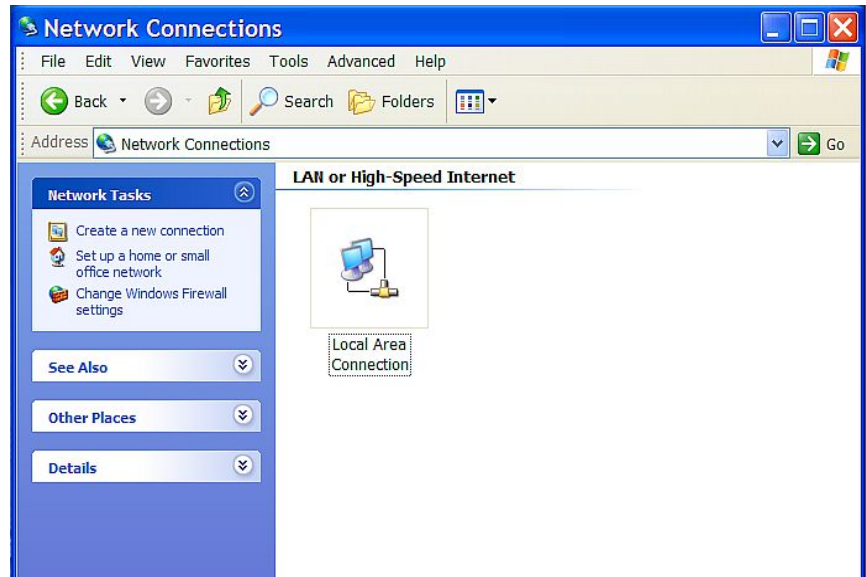 Network Connections
File Edit View Favorites Tools Advanced Help
Back Search Folders
Address Network Connections Go
LAN or High-Speed Internet
Network Tasks
Create a new connection
Set up a home or small
office network
Change Windows Firewall
settings
Local Area
Connection
See Also
Other Places
Details